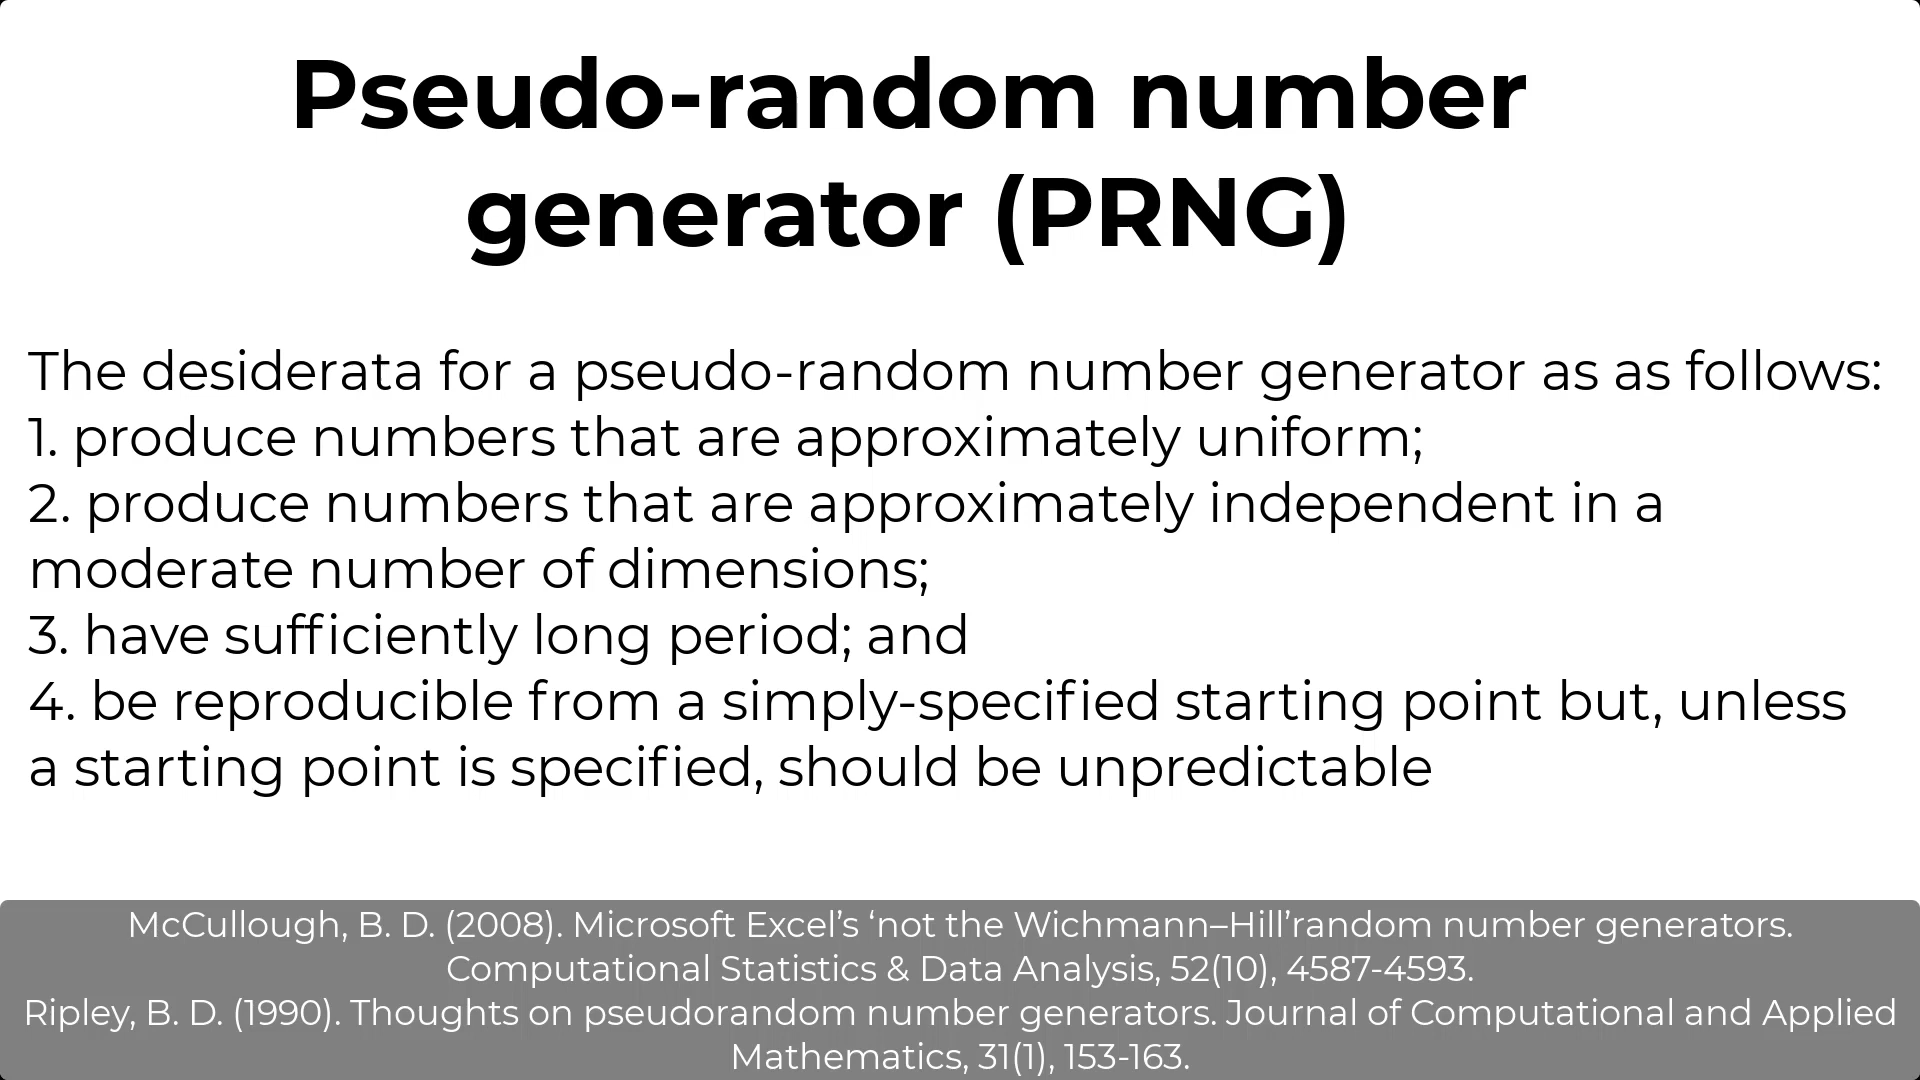 Pseudo-random number
generator (PRNG)
The desiderata for a pseudo-random number generator as as follows:
1. produce numbers that are approximately uniform;
2. produce numbers that are approximately independent in a
moderate number of dimensions;
3. have sufficiently long period; and
4. be reproducible from a simply-specified starting point but, unless
a starting point is specified, should be unpredictable
McCullough, B. D. (2008). Microsoft Excel’s ‘not the Wichmann–Hill’random number generators.
Computational Statistics & Data Analysis, 52(10), 4587-4593.
Ripley, B. D. (1990). Thoughts on pseudorandom number generators. Journal of Computational and Applied
Mathematics, 31(1), 153-163.